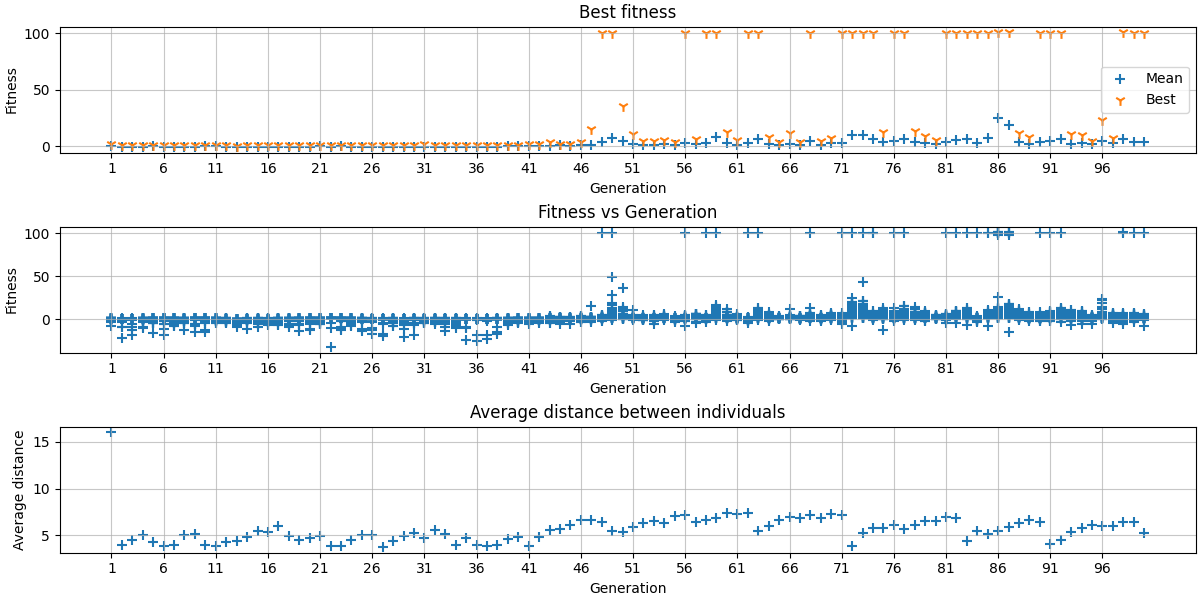 Best fitness
100
50
0
Fitness
Mean
Best
1 6 11 16 21 26 31 36 41 46 51 56 61 66 71 76 81 86 91 96
Generation
Fitness vs Generation
100
50
0
Fitness
1 6 11 16 21 26 31 36 41 46 51 56 61 66 71 76 81 86 91 96
Generation
Average distance between individuals
15
10
5
Average distance
1 6 11 16 21 26 31 36 41 46 51 56 61 66 71 76 81 86 91 96
Generation